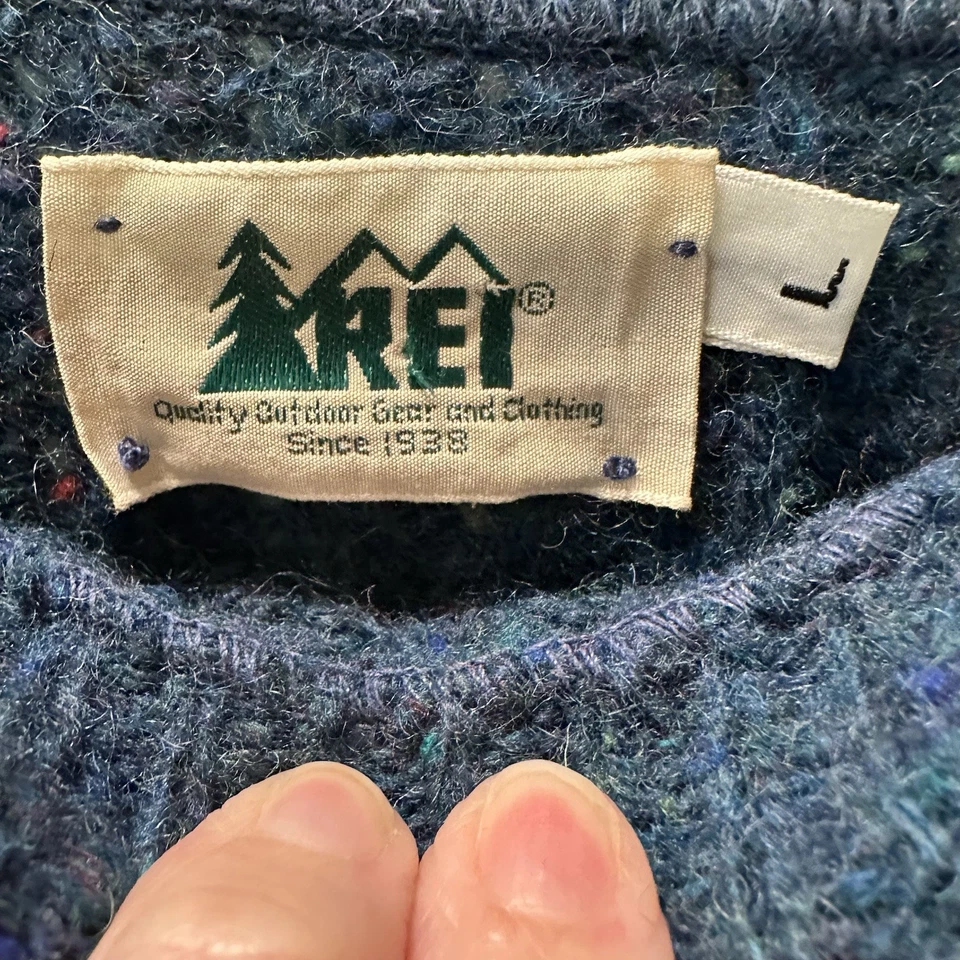 REI®
Quality Outdoor Gear and Clothing
Since 1938
L